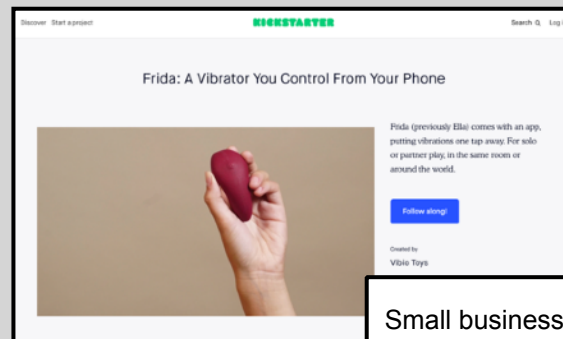 Discover Start a project
KICKSTARTER
Search
Log
Frida: A Vibrator You Control From Your Phone
Frida (previously Ella) comes with an app,
putting vibrations one tap away. For solo
or partner play, in the same room or
around the world.
Follow along!
Created by
Vibio Toys
Small business